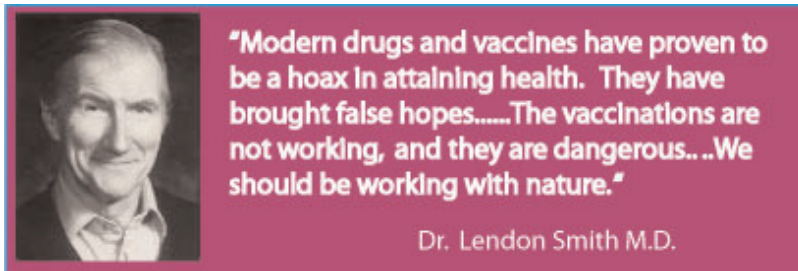 "Modern drugs and vaccines have proven to
be a hoax in attaining health. They have
brought false hopes......The vaccinations are
not working, and they are dangerous.. ..We
should be working with nature."
Dr. Lendon Smith M.D.